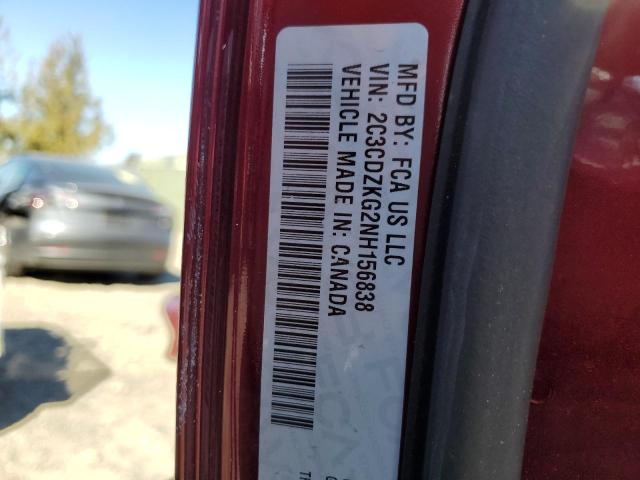 MFD BY: FCA US LLC
VIN: 2C3CDZKG2NH156838
VEHICLE MADE IN: CANADA